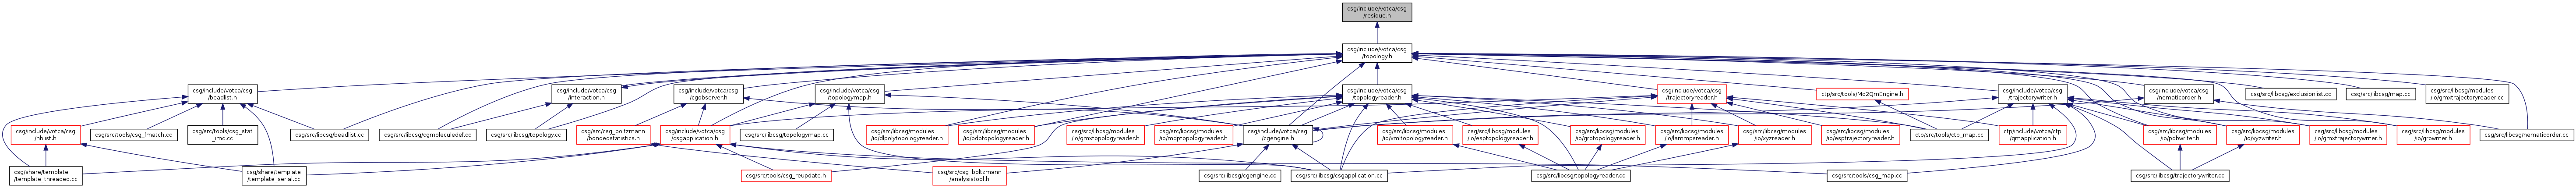 csg/include/votca/csg
/residue.h
csg/include/votca/csg
/topology.h
csg/include/votca/csg
/beadlist.h
csg/include/votca/csg
/interaction.h
csg/include/votca/csg
/cgobserver.h
csg/include/votca/csg
/topologymap.h
csg/include/votca/csg
/topologyreader.h
csg/include/votca/csg
/trajectoryreader.h
ctp/src/tools/Md2QmEngine.h
csg/include/votca/csg
/trajectorywriter.h
csg/include/votca/csg
/nematicorder.h
csg/src/libcsg/exclusionlist.cc
csg/src/libcsg/map.cc
csg/src/libcsg/modules
/io/gmxtrajectoryreader.cc
csg/include/votca/csg
/nblist.h
csg/src/tools/csg_fmatch.cc
csg/src/tools/csg_stat
_imc.cc
csg/src/libcsg/beadlist.cc
csg/src/libcsg/cgmoleculedef.cc
csg/src/libcsg/topology.cc
csg/src/csg_boltzmann
/bondedstatistics.h
csg/include/votca/csg
/csgapplication.h
csg/src/libcsg/topologymap.cc
csg/src/libcsg/modules
/io/dlpolytopologyreader.h
csg/src/libcsg/modules
/io/pdbtopologyreader.h
csg/src/libcsg/modules
/io/gmxtopologyreader.h
csg/src/libcsg/modules
/io/mdptopologyreader.h
csg/include/votca/csg
/cgengine.h
csg/src/libcsg/modules
/io/xmltopologyreader.h
csg/src/libcsg/modules
/io/esptopologyreader.h
csg/src/libcsg/modules
/io/grotopologyreader.h
csg/src/libcsg/modules
/io/lammpsreader.h
csg/src/libcsg/modules
/io/xyzreader.h
csg/src/libcsg/modules
/io/esptrajectoryreader.h
ctp/src/tools/ctp_map.cc
ctp/include/votca/ctp
/qmapplication.h
csg/src/libcsg/modules
/io/pdbwriter.h
csg/src/libcsg/modules
/io/xyzwriter.h
csg/src/libcsg/modules
/io/gmxtrajectorywriter.h
csg/src/libcsg/modules
/io/growriter.h
csg/src/libcsg/nematicorder.cc
csg/share/template
/template_threaded.cc
csg/share/template
/template_serial.cc
csg/src/tools/csg_reupdate.h
csg/src/csg_boltzmann
/analysistool.h
csg/src/libcsg/cgengine.cc
csg/src/libcsg/csgapplication.cc
csg/src/libcsg/topologyreader.cc
csg/src/tools/csg_map.cc
csg/src/libcsg/trajectorywriter.cc